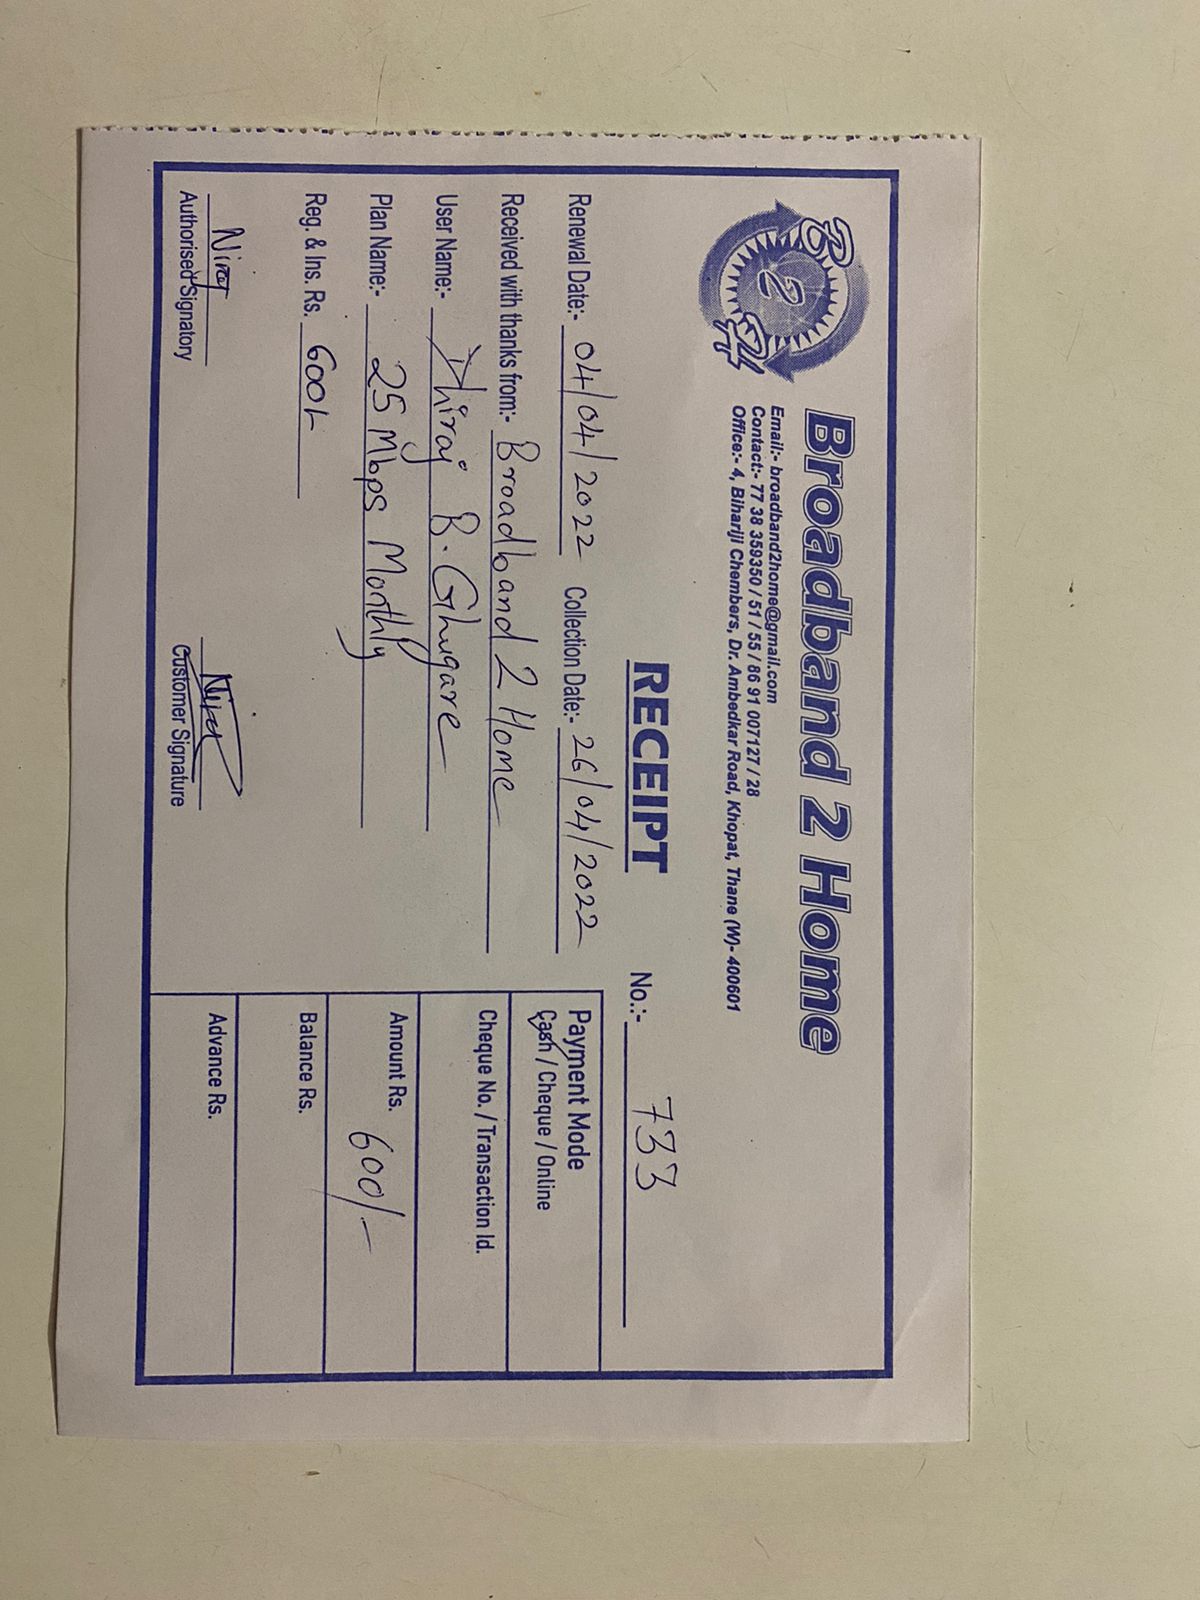 B 2 H
Broadband 2 Home
Email:- broadband2home@gmail.com
Contact:- 77 38 359350 / 51 / 55 / 86 91 007127 / 28
Office:- 4, Bihariji Chembers, Dr. Ambedkar Road, Khopat, Thane (W)- 400601
RECEIPT
No.:- 733
Renewal Date:- 04/04/2022 Collection Date:- 26/04/2022
Received with thanks from:- Broadband 2 Home
User Name:- Dhiraj B. Ghugare
Plan Name:- 25 Mbps Monthly
Reg. & Ins. Rs. 600/-
Niraj
Authorised Signatory
Niraj
Customer Signature
Payment Mode
Cash / Cheque / Online
Cheque No. / Transaction Id.
Amount Rs. 600/-
Balance Rs.
Advance Rs.